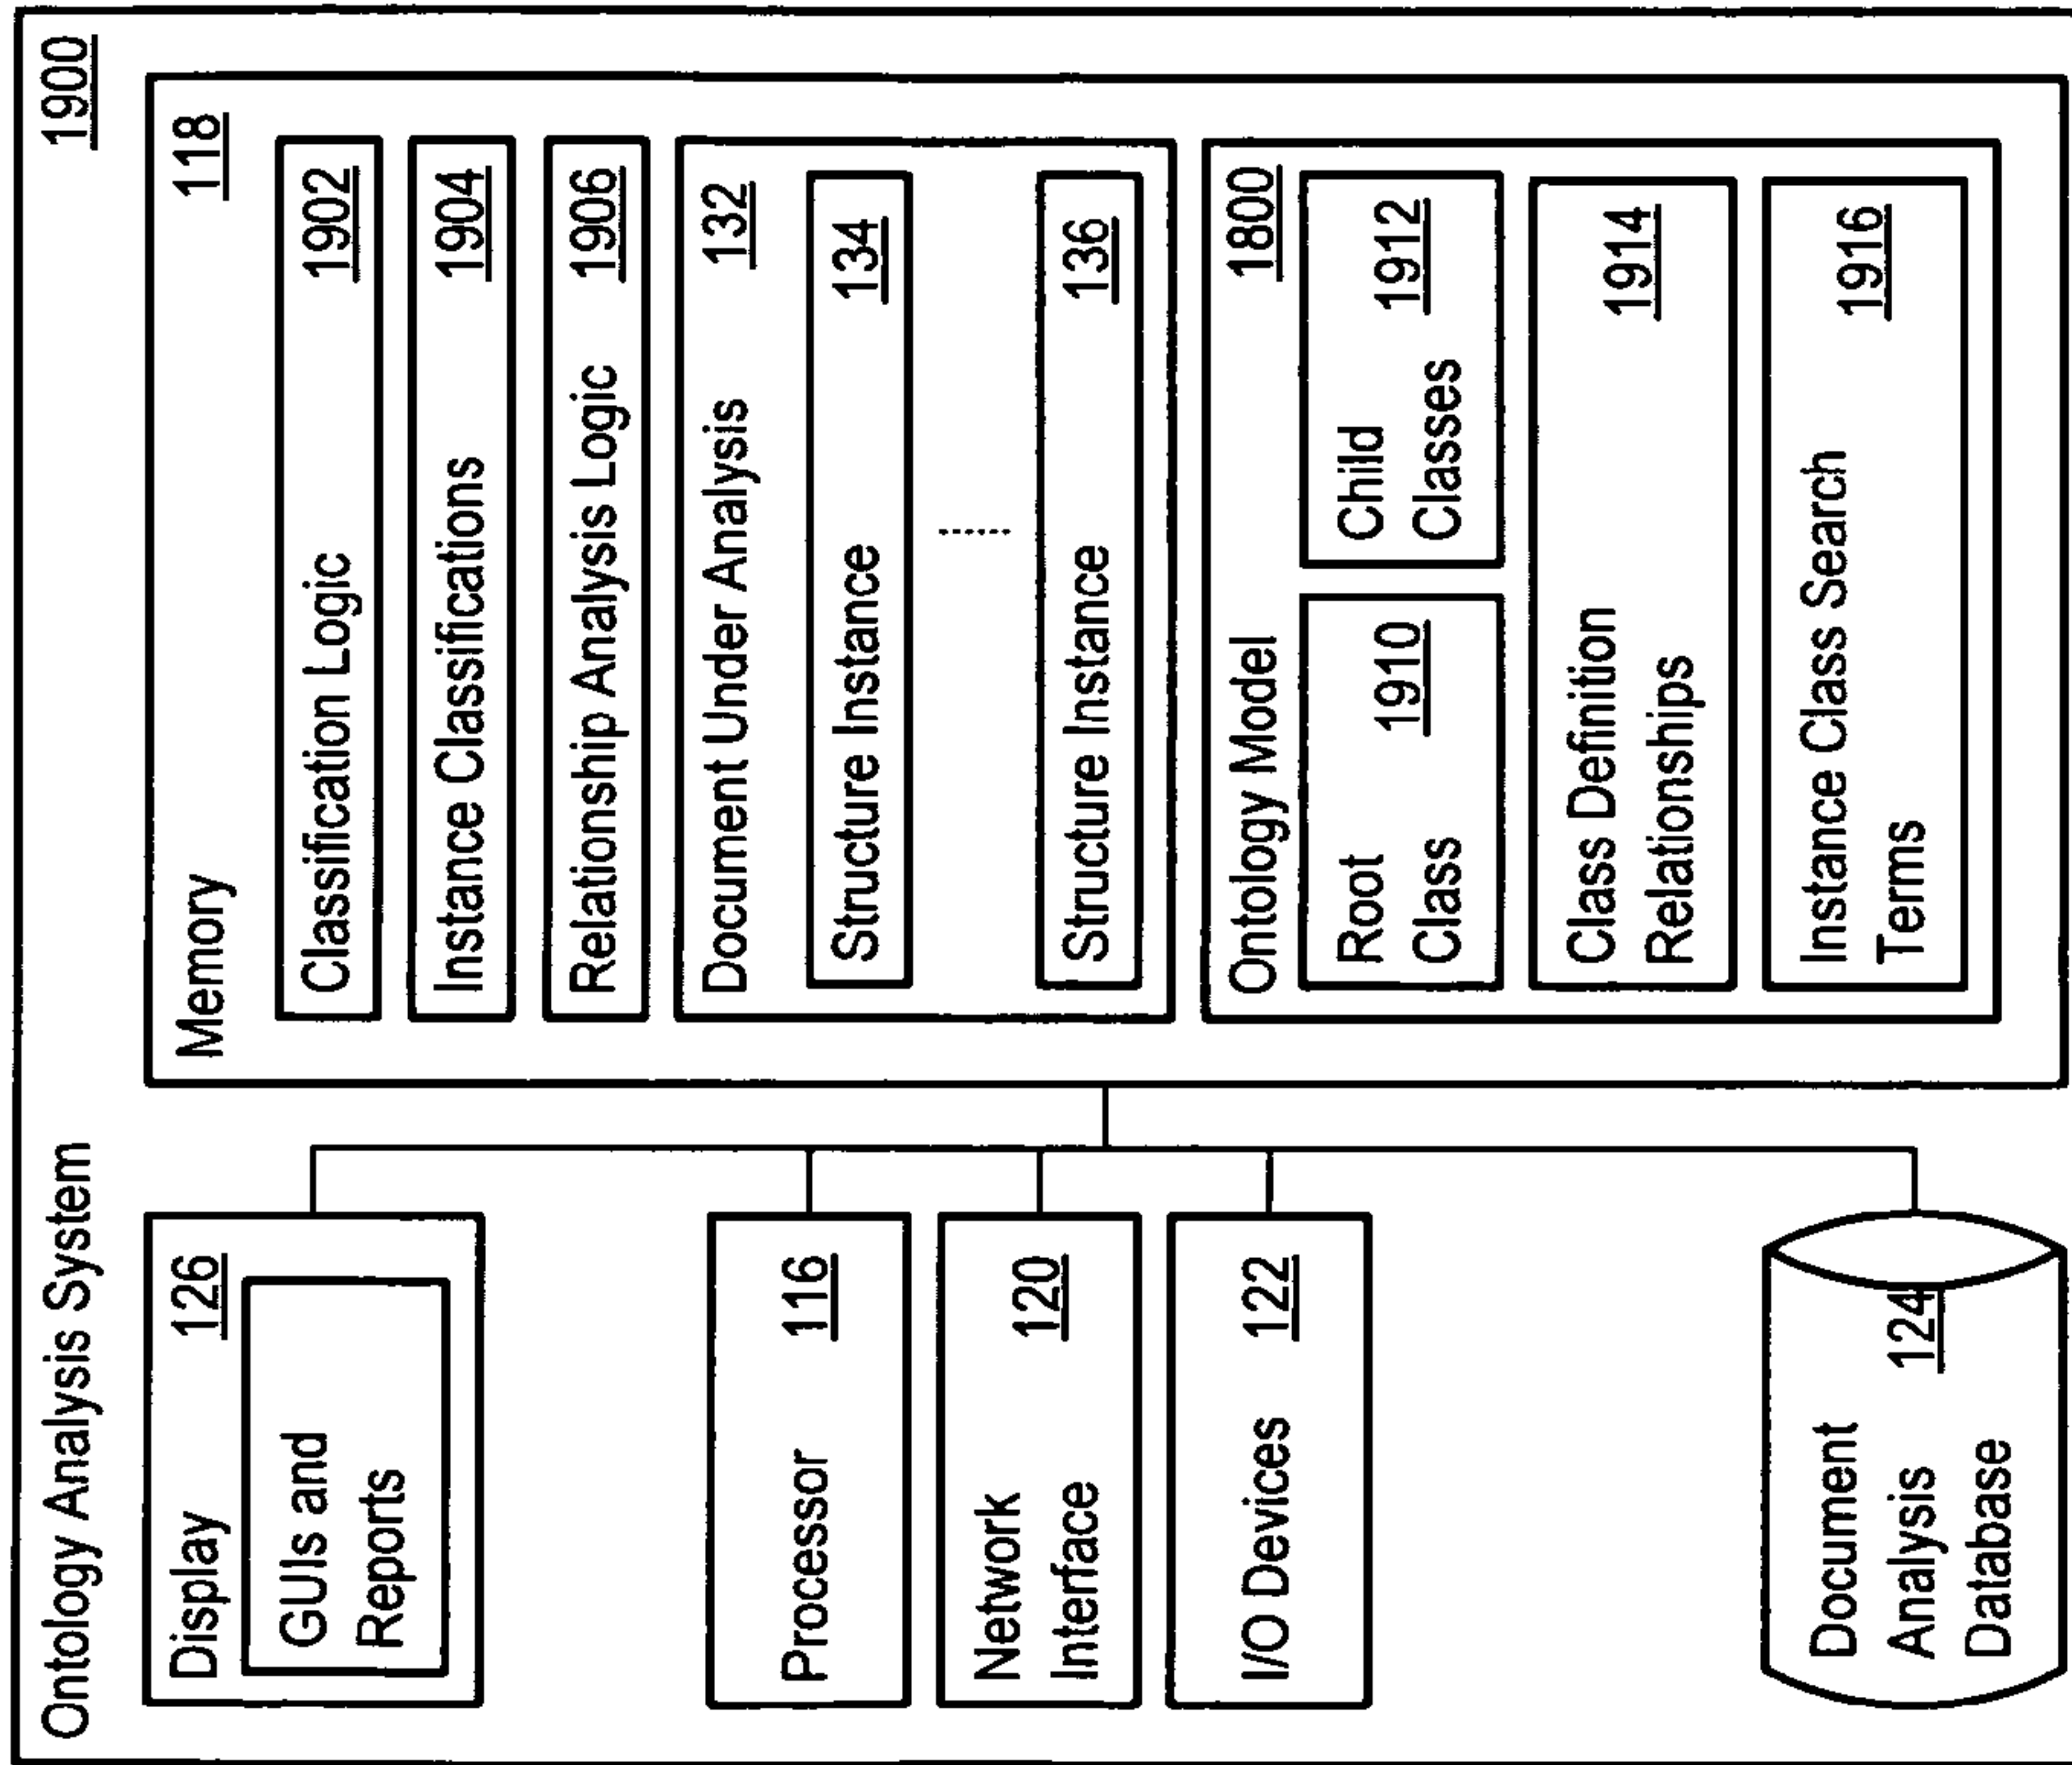 Ontology Analysis System 1900
Display 126
GUIs and
Reports
Processor 116
Network 120
Interface
I/O Devices 122
Document
Analysis 124
Database
Memory 118
Classification Logic 1902
Instance Classifications 1904
Relationship Analysis Logic 1906
Document Under Analysis 132
Structure Instance 134
Structure Instance 136
Ontology Model 1800
Root
Class 1910
Child
Classes 1912
Class Definition
Relationships 1914
Instance Class Search
Terms 1916